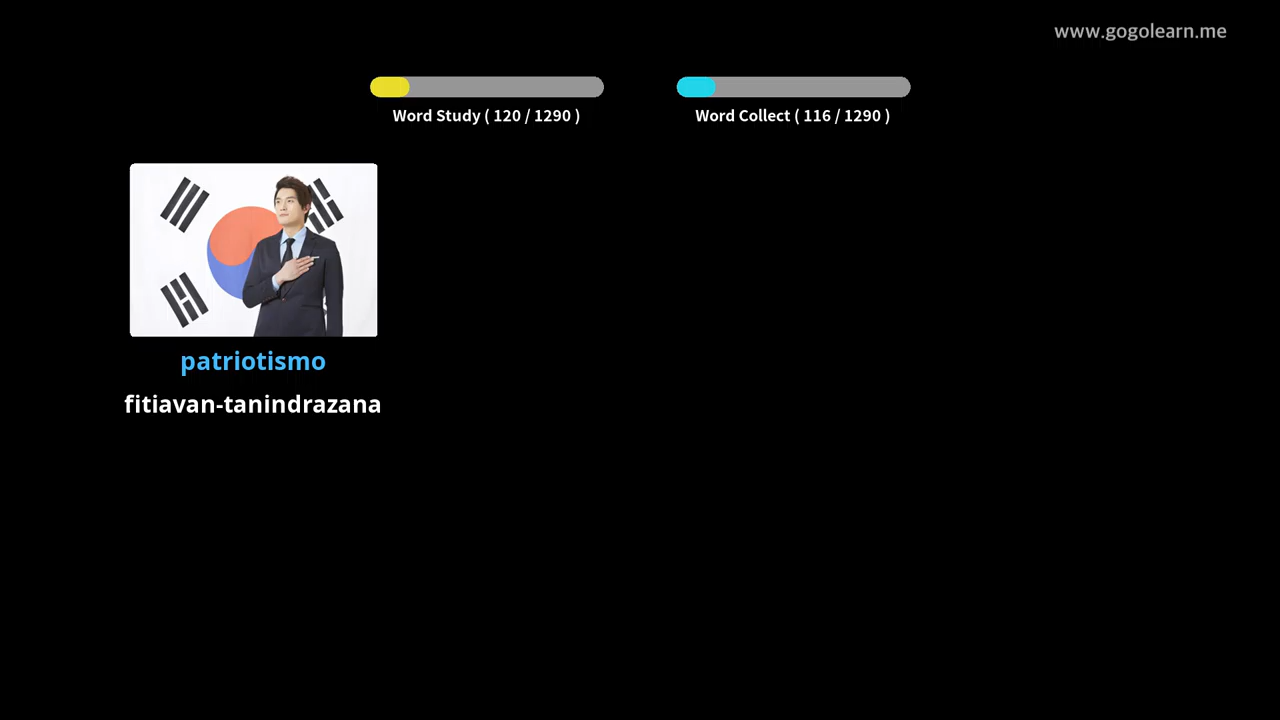 www.gogolearn.me
Word Study ( 120 / 1290 )
Word Collect ( 116 / 1290 )
patriotismo
fitiavan-tanindrazana